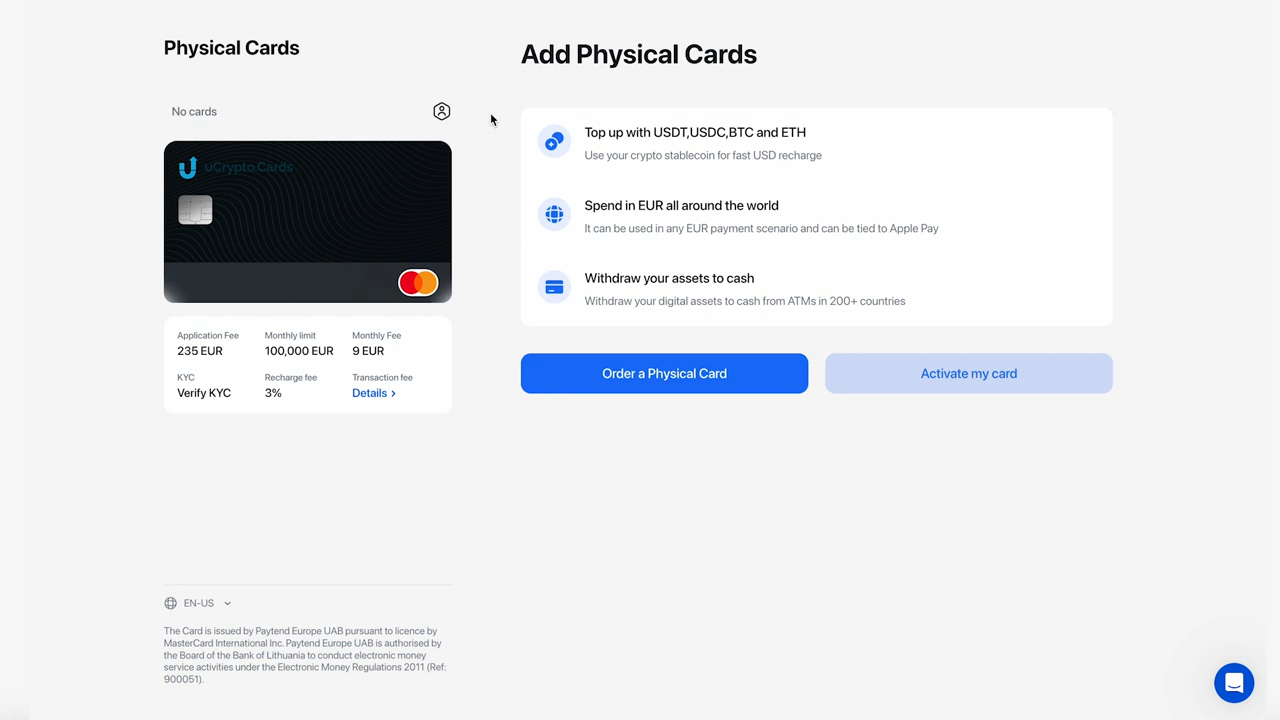 Physical Cards
No cards
uCrypto Cards
Application Fee
235 EUR
Monthly limit
100,000 EUR
Monthly Fee
9 EUR
KYC
Verify KYC
Recharge fee
3%
Transaction fee
Details >
EN-US
The Card is issued by Paytend Europe UAB pursuant to licence by
MasterCard International Inc. Paytend Europe UAB is authorised by
the Board of the Bank of Lithuania to conduct electronic money
service activities under the Electronic Money Regulations 2011 (Ref:
900051).
Add Physical Cards
Top up with USDT,USDC,BTC and ETH
Use your crypto stablecoin for fast USD recharge
Spend in EUR all around the world
It can be used in any EUR payment scenario and can be tied to Apple Pay
Withdraw your assets to cash
Withdraw your digital assets to cash from ATMs in 200+ countries
Order a Physical Card
Activate my card